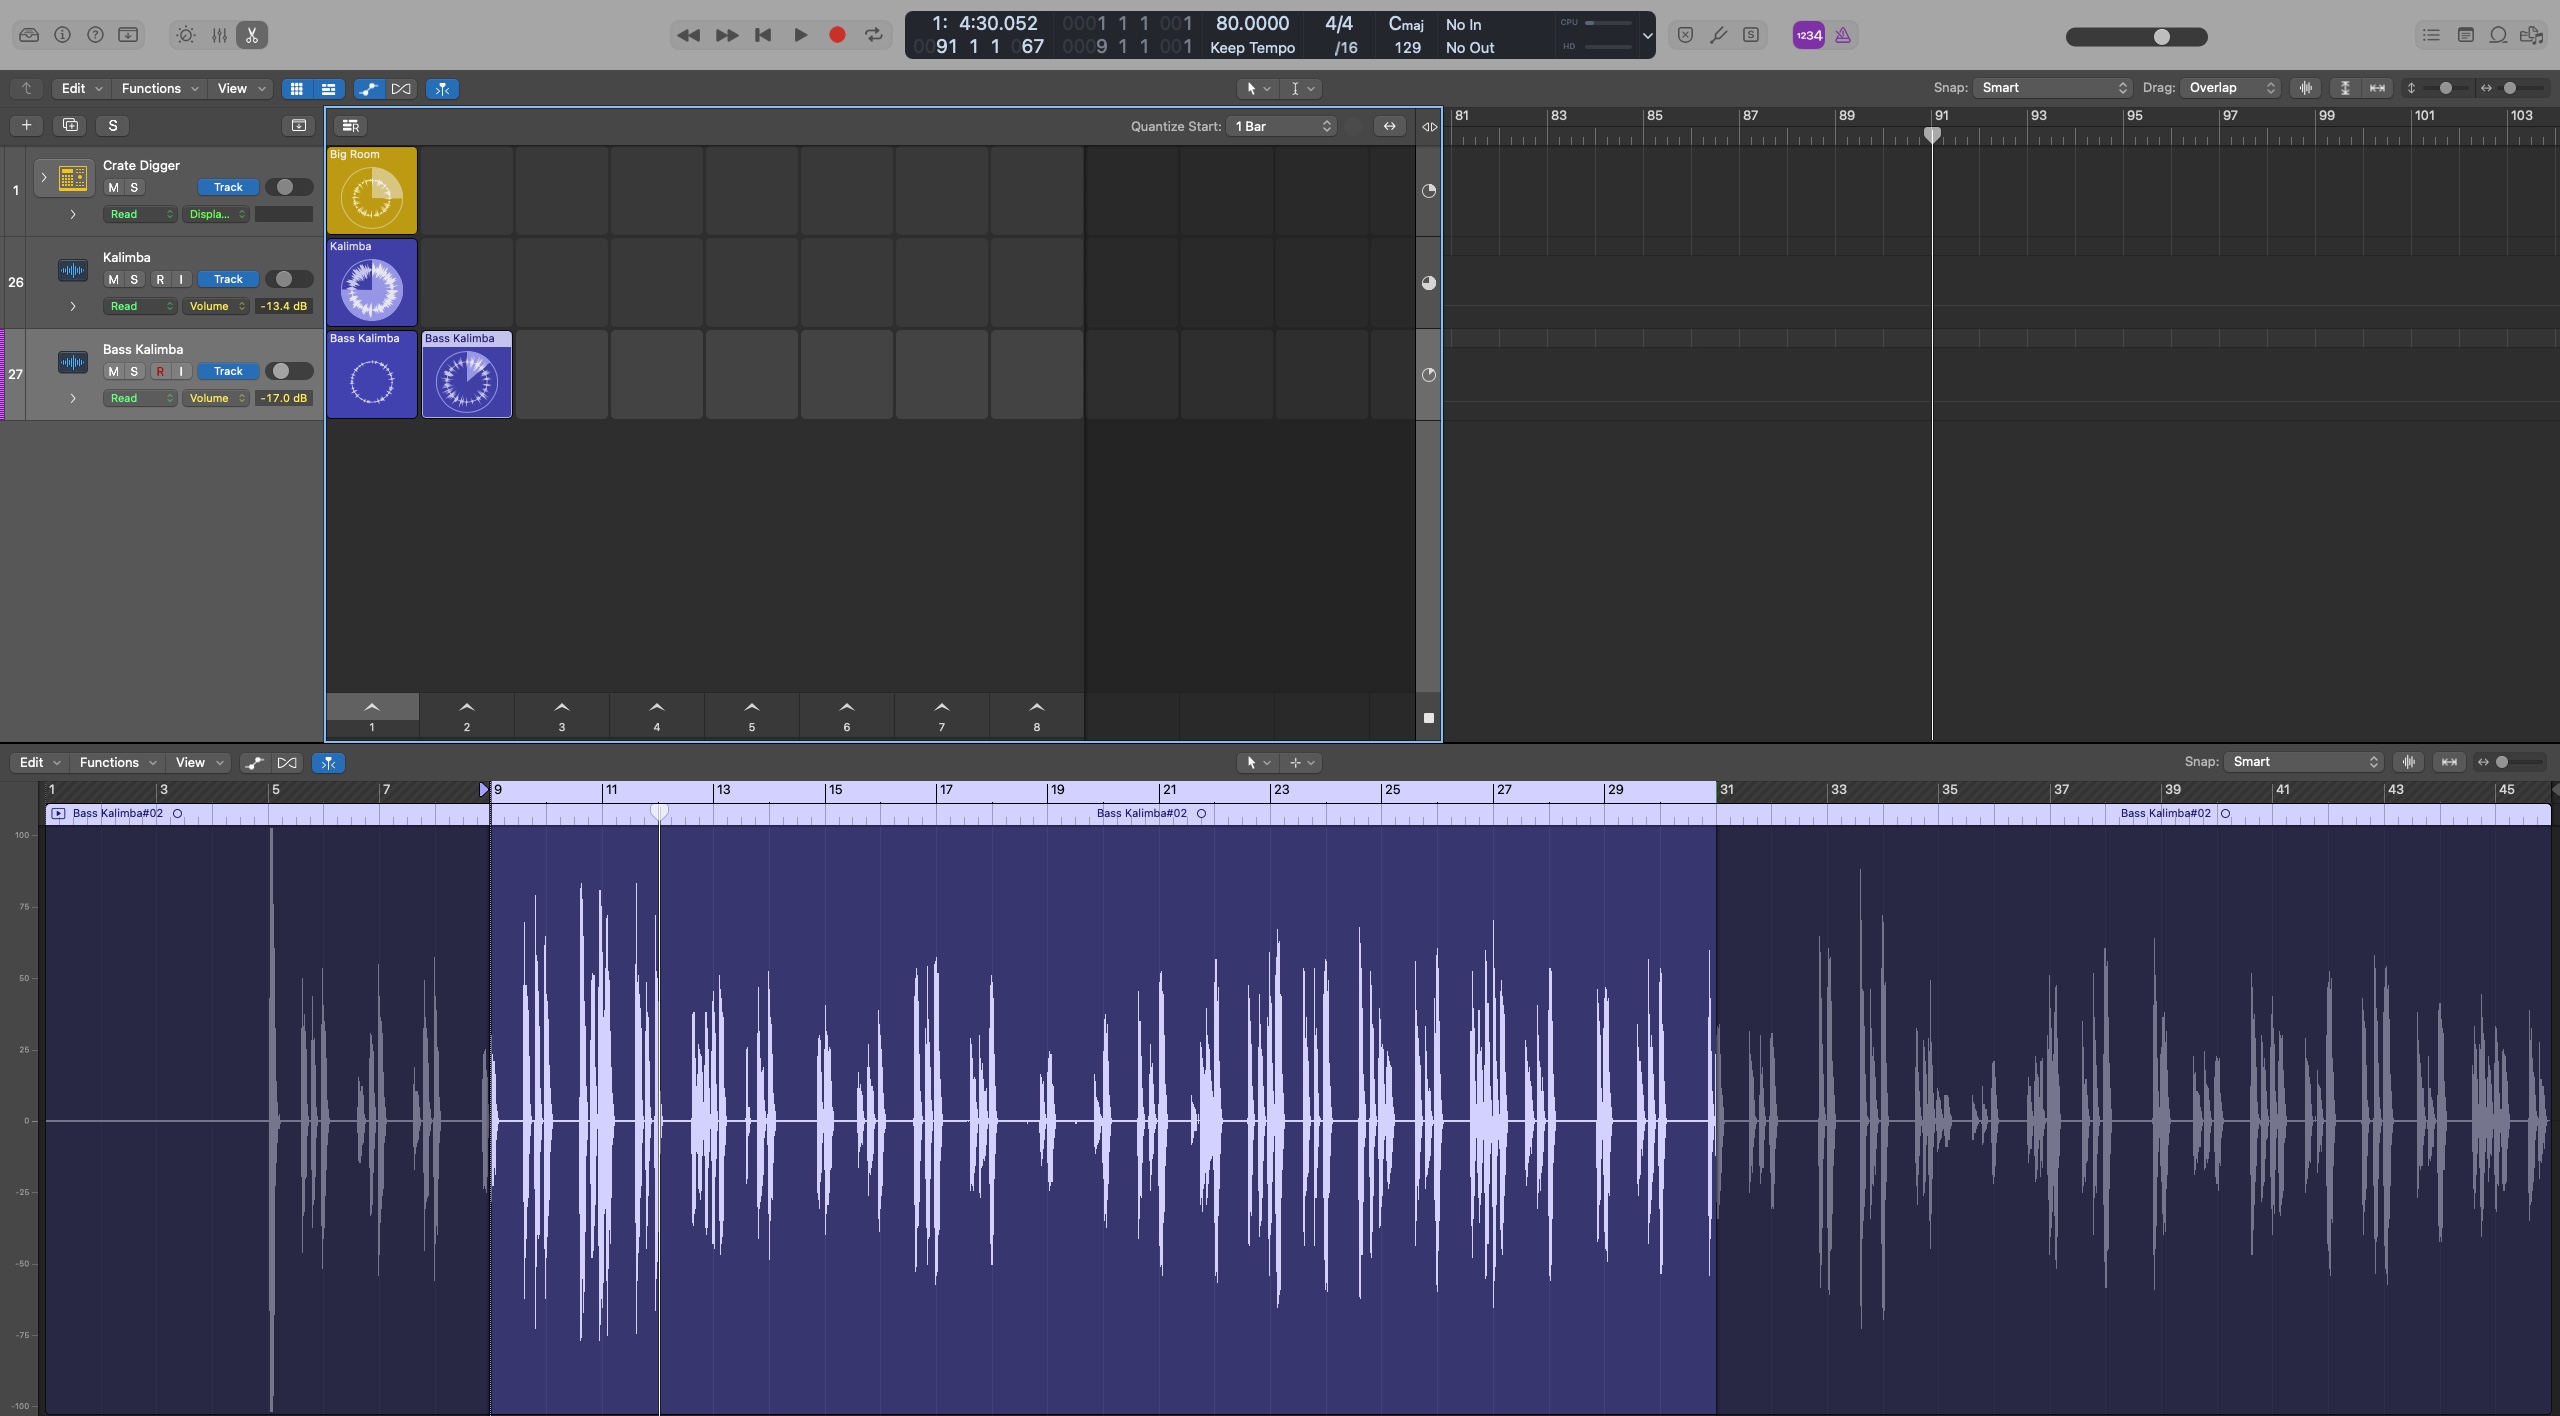 1: 4:30.052
0091 1 1 067
0001 1 1 001
0009 1 1 001
80.0000
Keep Tempo
4/4
/16
Cmaj
129
No In
No Out
CPU
HD
S
1234
Edit
Functions
View
Snap: Smart
Drag: Overlap
S
Quantize Start: 1 Bar
81 83 85 87 89 91 93 95 97 99 101 103
1
Crate Digger
M S Track
Read Displa...
Big Room
26
Kalimba
M S R I Track
Read Volume -13.4 dB
Kalimba
27
Bass Kalimba
M S R I Track
Read Volume -17.0 dB
Bass Kalimba
Bass Kalimba
1 2 3 4 5 6 7 8
Edit
Functions
View
Snap: Smart
1 3 5 7 9 11 13 15 17 19 21 23 25 27 29 31 33 35 37 39 41 43 45
Bass Kalimba#02
Bass Kalimba#02
Bass Kalimba#02
100
75
50
25
0
-25
-50
-75
-100